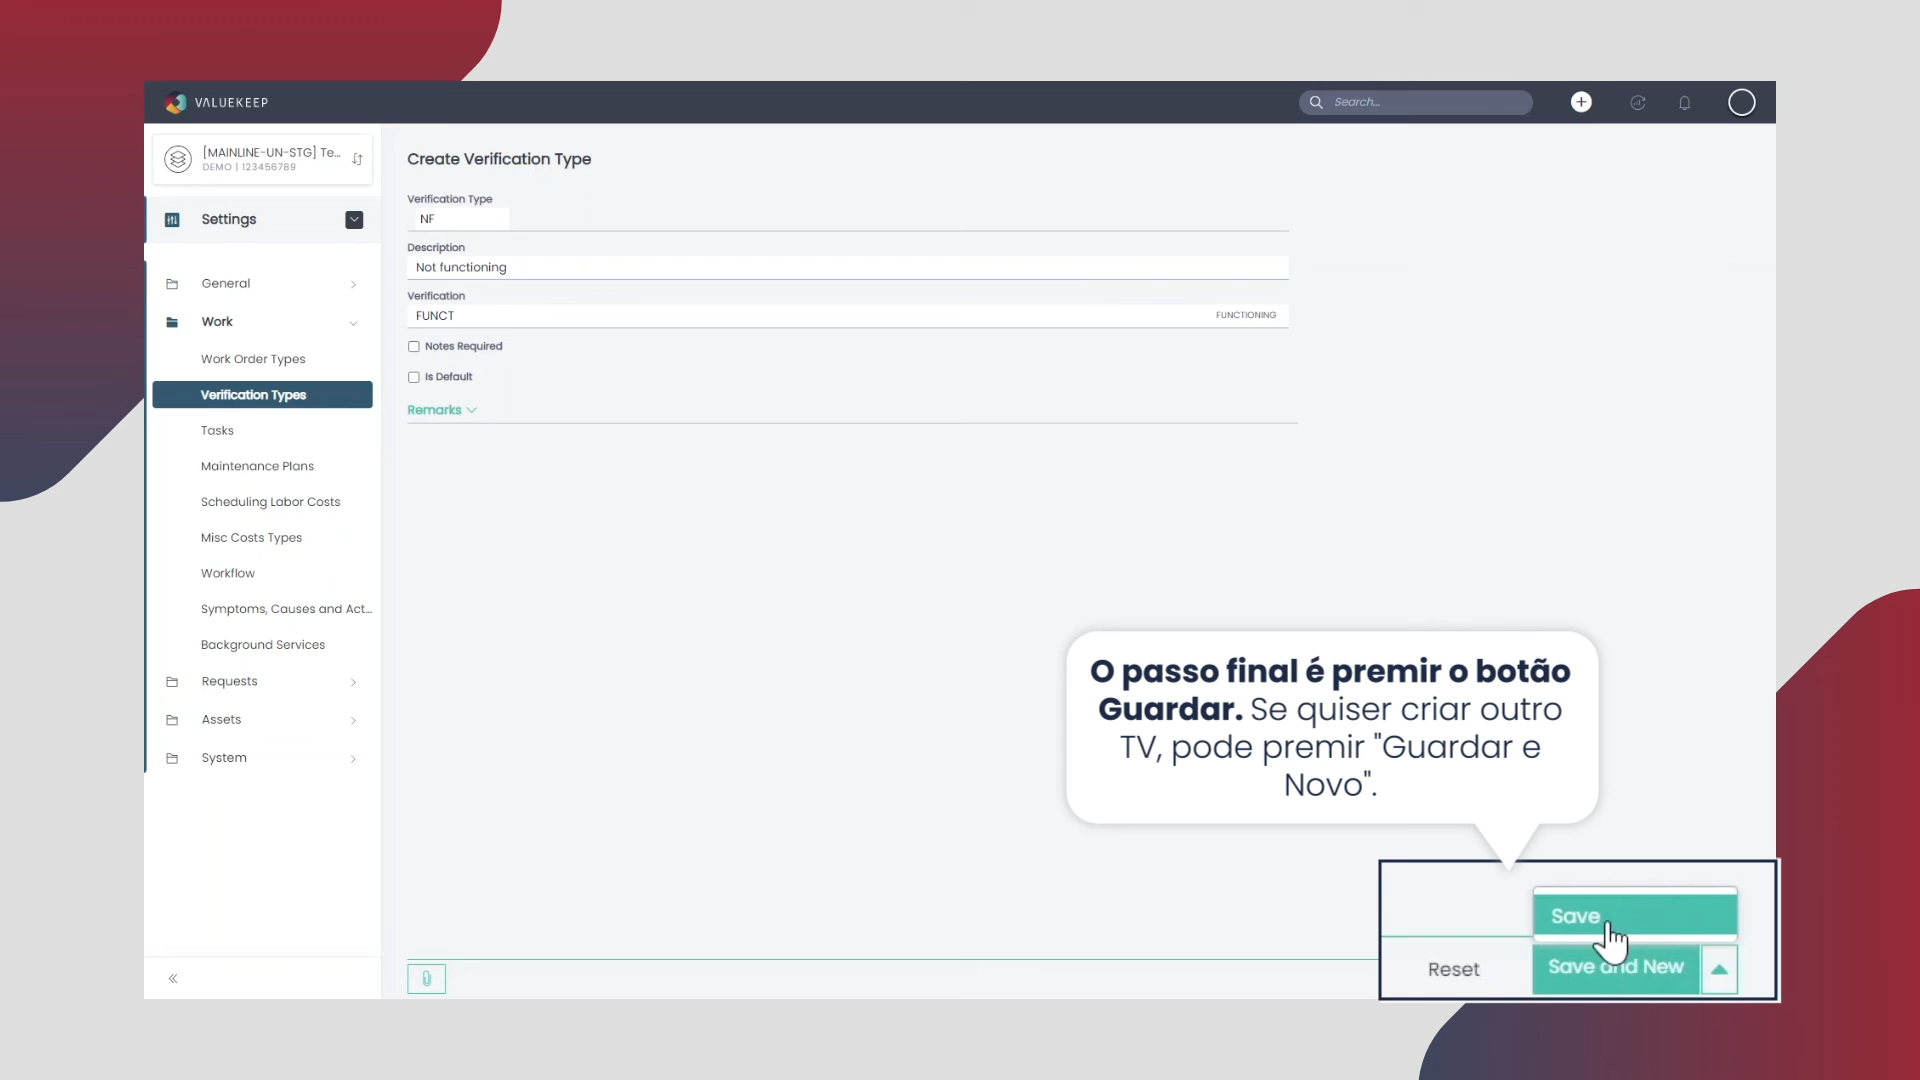 VALUEKEEP
Search...
[MAINLINE-UN-STG] Te...
DEMO | 123456789
Settings
General
Work
Work Order Types
Verification Types
Tasks
Maintenance Plans
Scheduling Labor Costs
Misc Costs Types
Workflow
Symptoms, Causes and Act...
Background Services
Requests
Assets
System
Create Verification Type
Verification Type
NF
Description
Not functioning
Verification
FUNCT
FUNCTIONING
Notes Required
Is Default
Remarks
O passo final é premir o botão
Guardar. Se quiser criar outro
TV, pode premir "Guardar e
Novo".
Save
Reset
Save and New